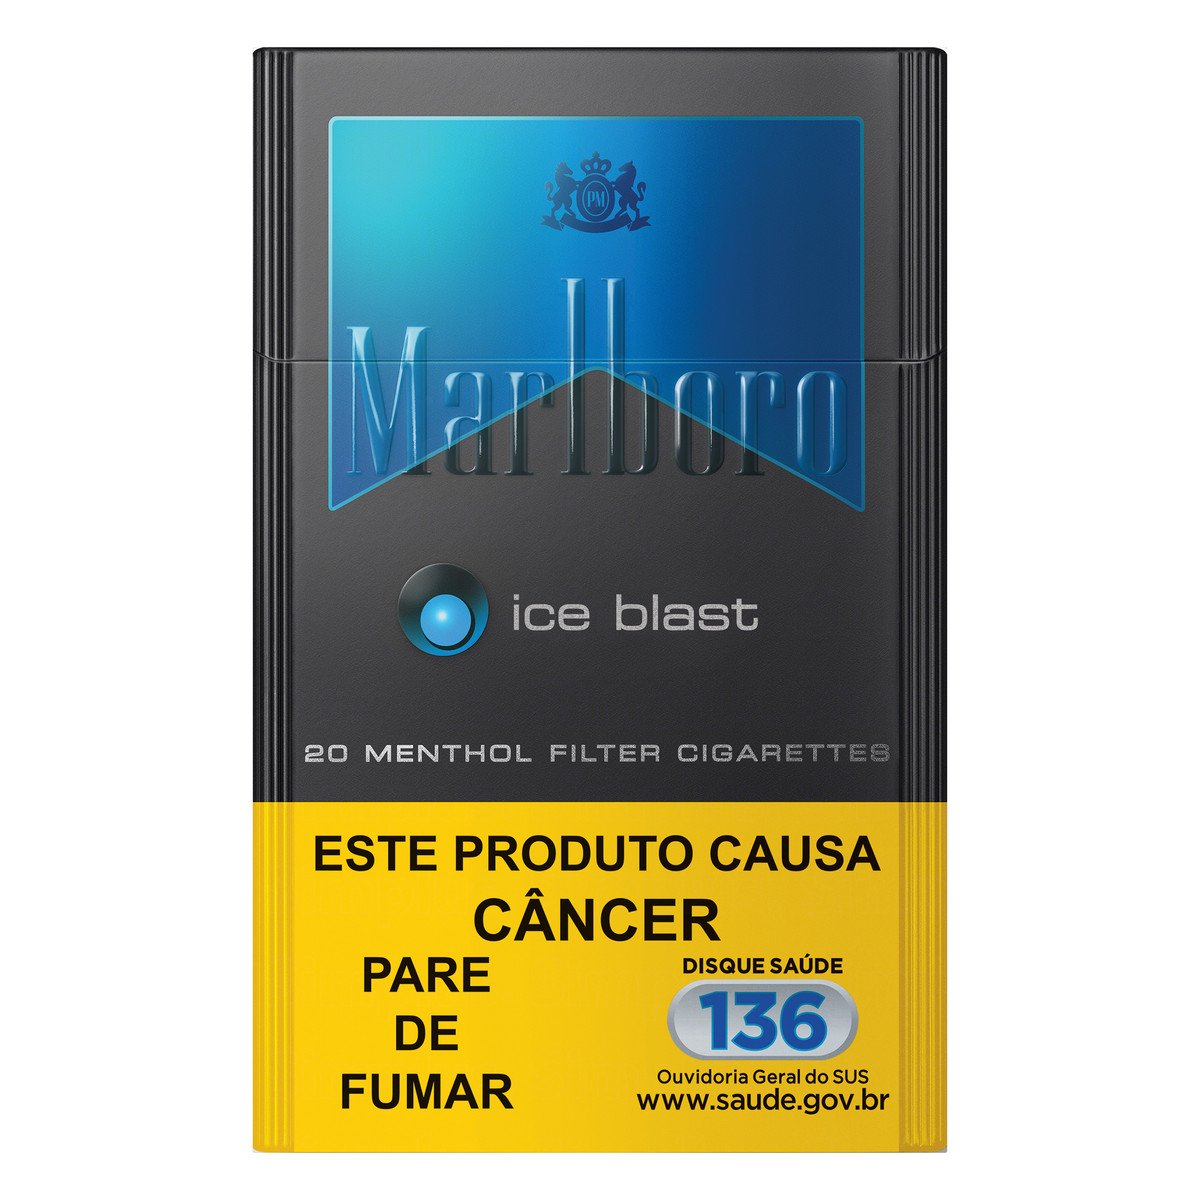 PM
Marlboro
ice blast
20 MENTHOL FILTER CIGARETTES
ESTE PRODUTO CAUSA
CÂNCER
PARE
DE
FUMAR
DISQUE SAÚDE
136
Ouvidoria Geral do SUS
www.saude.gov.br